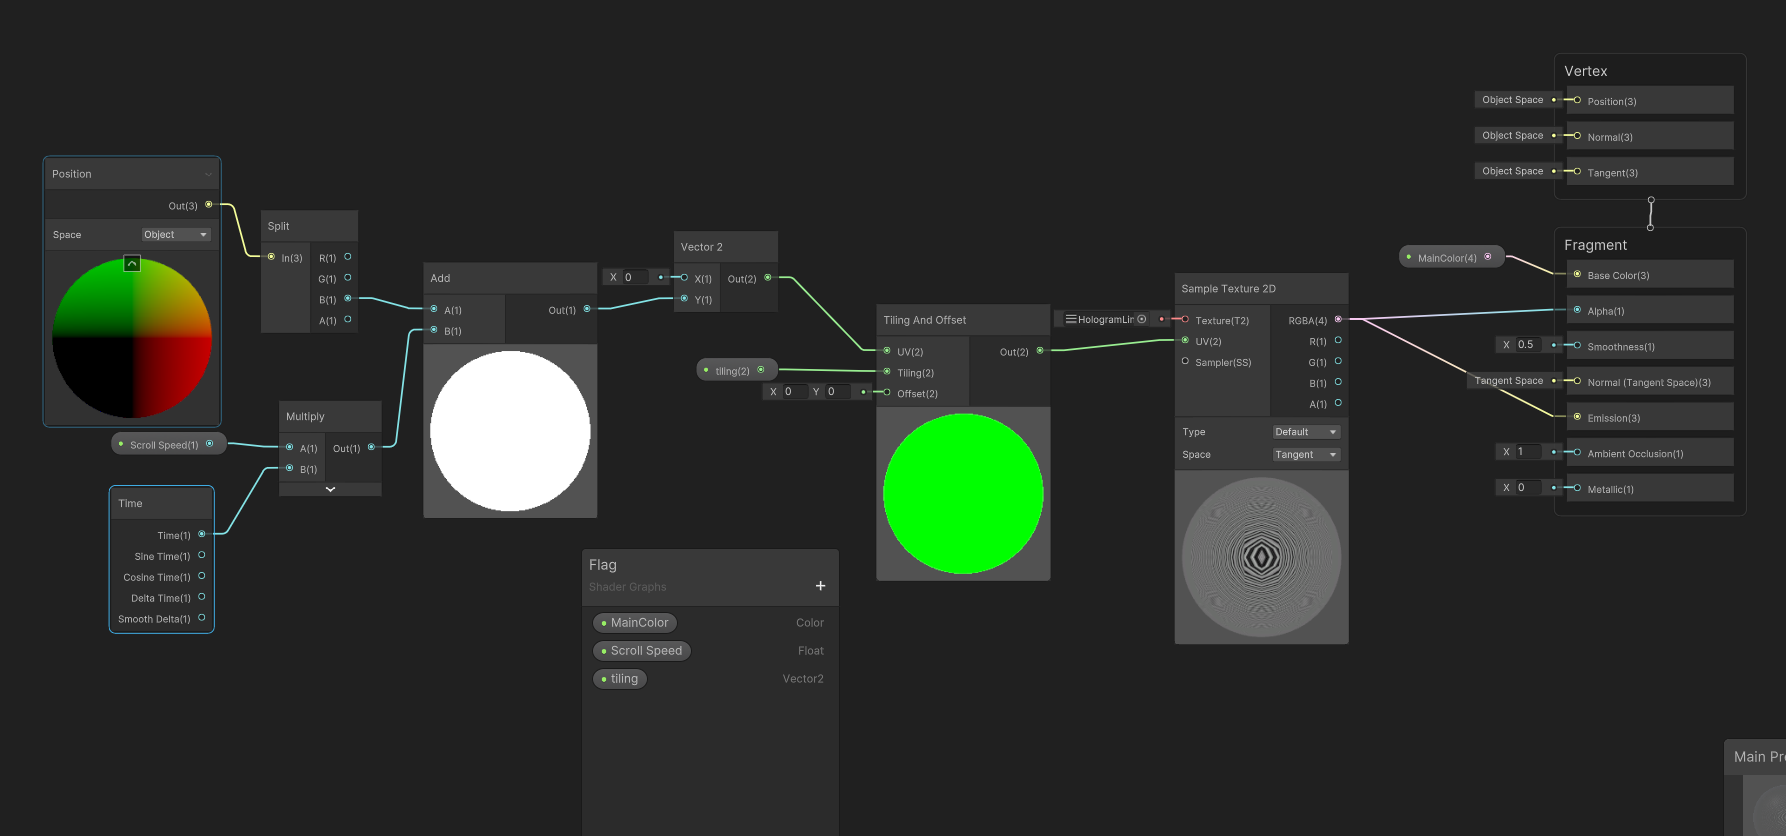 Position
Out(3)
Space
Object
Split
In(3)
R(1)
G(1)
B(1)
A(1)
Scroll Speed(1)
Time
Time(1)
Sine Time(1)
Cosine Time(1)
Delta Time(1)
Smooth Delta(1)
Multiply
A(1)
B(1)
Out(1)
Add
A(1)
B(1)
Out(1)
X 0
Vector 2
X(1)
Y(1)
Out(2)
tiling(2)
X 0 Y 0
Tiling And Offset
UV(2)
Tiling(2)
Offset(2)
Out(2)
HologramLin
Sample Texture 2D
Texture(T2)
UV(2)
Sampler(SS)
RGBA(4)
R(1)
G(1)
B(1)
A(1)
Type
Default
Space
Tangent
Flag
Shader Graphs
+
MainColor Color
Scroll Speed Float
tiling Vector2
Vertex
Object Space Position(3)
Object Space Normal(3)
Object Space Tangent(3)
Fragment
MainColor(4) Base Color(3)
Alpha(1)
X 0.5 Smoothness(1)
Tangent Space Normal (Tangent Space)(3)
Emission(3)
X 1 Ambient Occlusion(1)
X 0 Metallic(1)
Main Pre